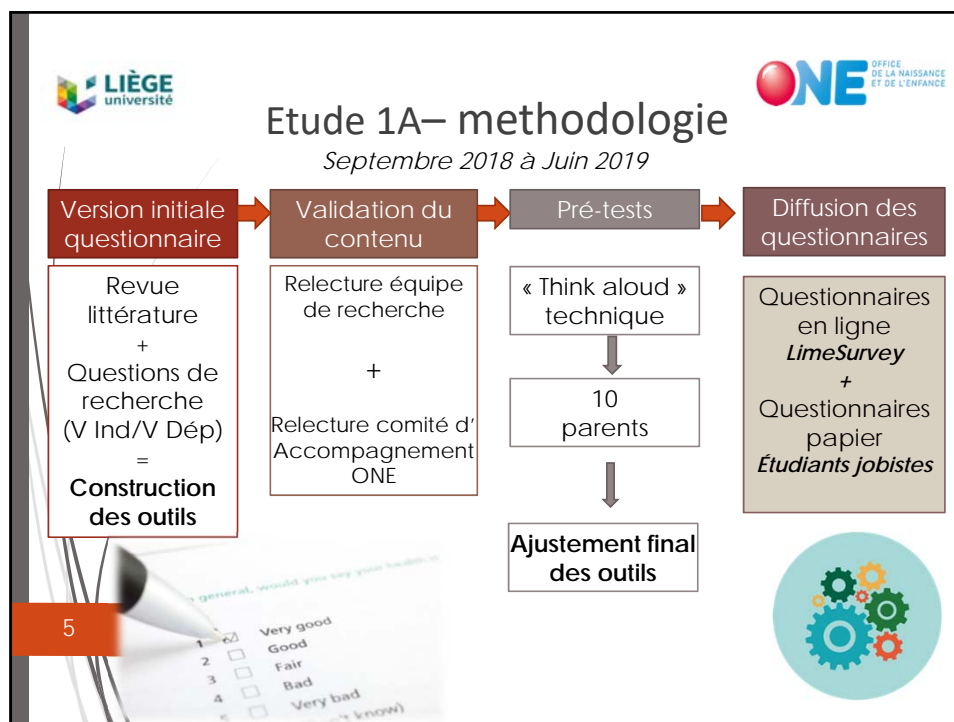 LIÈGE
université
ONE
OFFICE
DE LA NAISSANCE
ET DE L'ENFANCE
Etude 1A– methodologie
Septembre 2018 à Juin 2019
Version initiale
questionnaire
Revue
littérature
+
Questions de
recherche
(V Ind/V Dép)
=
Construction
des outils
Validation du
contenu
Relecture équipe
de recherche
+
Relecture comité d'
Accompagnement
ONE
Pré-tests
« Think aloud »
technique
10
parents
Ajustement final
des outils
Diffusion des
questionnaires
Questionnaires
en ligne
LimeSurvey
+
Questionnaires
papier
Étudiants jobistes
5
general, would you say your health
1 Very good
2 Good
3 Fair
4 Bad
Very bad
know)